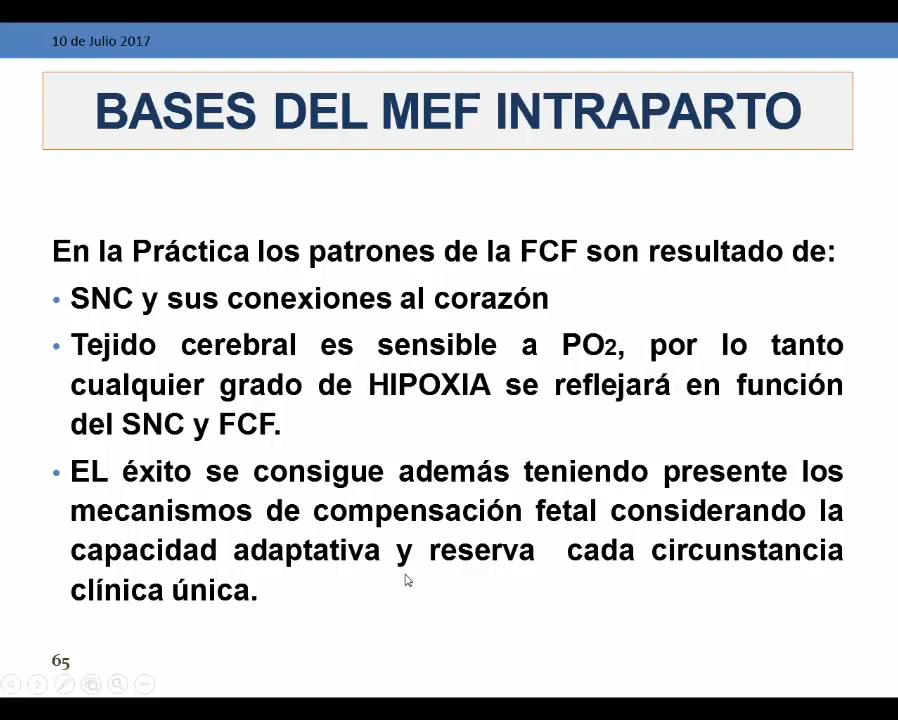 10 de Julio 2017
BASES DEL MEF INTRAPARTO
En la Práctica los patrones de la FCF son resultado de:
• SNC y sus conexiones al corazón
• Tejido cerebral es sensible a PO2, por lo tanto
cualquier grado de HIPOXIA se reflejará en función
del SNC y FCF.
• EL éxito se consigue además teniendo presente los
mecanismos de compensación fetal considerando la
capacidad adaptativa y reserva cada circunstancia
clínica única.
65